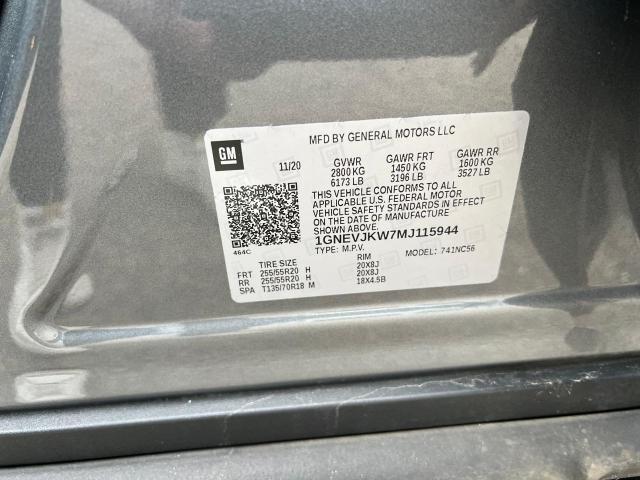 MFD BY GENERAL MOTORS LLC
GM
11/20 GVWR GAWR FRT GAWR RR
2800 KG 1450 KG 1600 KG
6173 LB 3196 LB 3527 LB
THIS VEHICLE CONFORMS TO ALL
APPLICABLE U.S. FEDERAL MOTOR
VEHICLE SAFETY STANDARDS IN EFFECT
ON THE DATE OF MANUFACTURE
SHOWN ABOVE.
1GNEVJKW7MJ115944
464C TYPE: M.P.V. MODEL: 741NC56
TIRE SIZE RIM
FRT 255/55R20 H 20X8J
RR 255/55R20 H 20X8J
SPA T135/70R18 M 18X4.5B